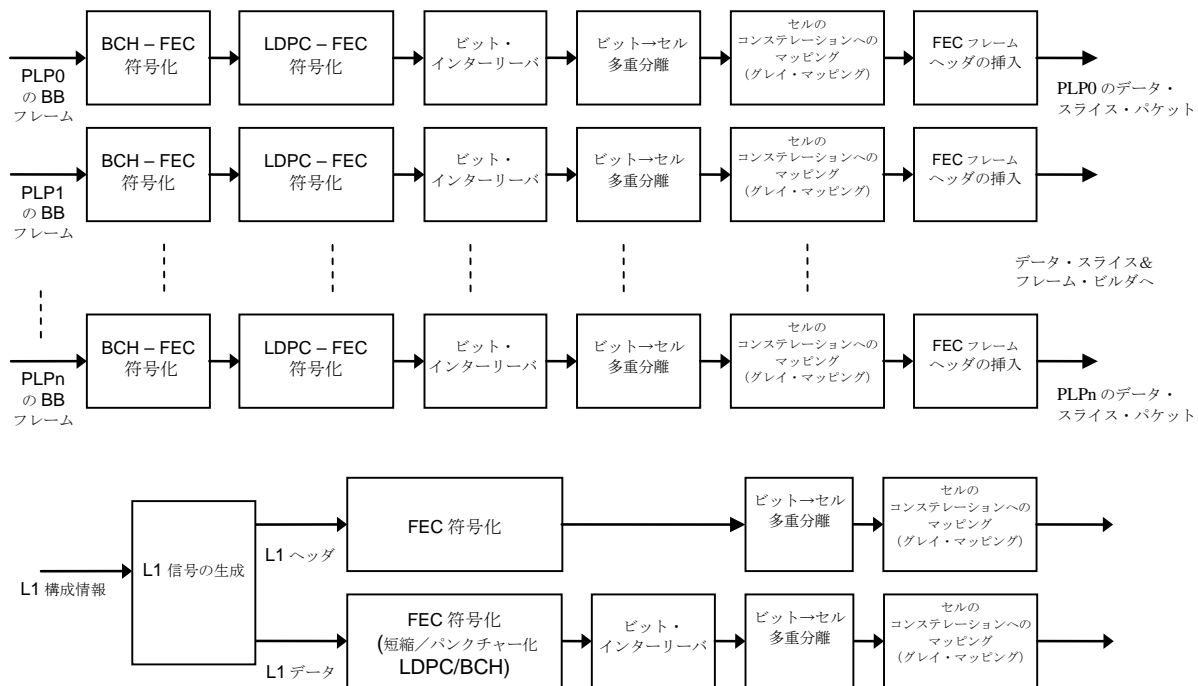 BCH – FEC
符号化
LDPC – FEC
符号化
ビット・
インターリーバ
ビット→セル
多重分離
セルの
コンステレーションへの
マッピング
(グレイ・マッピング)
FEC フレーム
ヘッダの挿入
PLP0
の BB
フレーム
PLP0 のデータ・
スライス・パケット
BCH – FEC
符号化
LDPC – FEC
符号化
ビット・
インターリーバ
ビット→セル
多重分離
セルの
コンステレーションへの
マッピング
(グレイ・マッピング)
FEC フレーム
ヘッダの挿入
PLP1
の BB
フレーム
データ・スライス&
フレーム・ビルダへ
BCH – FEC
符号化
LDPC – FEC
符号化
ビット・
インターリーバ
ビット→セル
多重分離
セルの
コンステレーションへの
マッピング
(グレイ・マッピング)
FEC フレーム
ヘッダの挿入
PLPn
の BB
フレーム
PLPn のデータ・
スライス・パケット
L1 構成情報
L1 信号の生成
L1 ヘッダ
FEC 符号化
ビット→セル
多重分離
セルの
コンステレーションへの
マッピング
(グレイ・マッピング)
L1 データ
FEC 符号化
(短縮/パンクチャー化
LDPC/BCH)
ビット・
インターリーバ
ビット→セル
多重分離
セルの
コンステレーションへの
マッピング
(グレイ・マッピング)